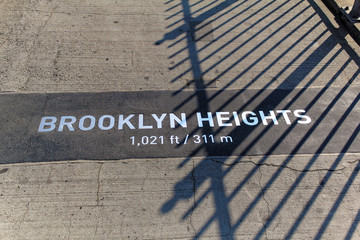 BROOKLYN HEIGHTS
1,021 ft / 311 m